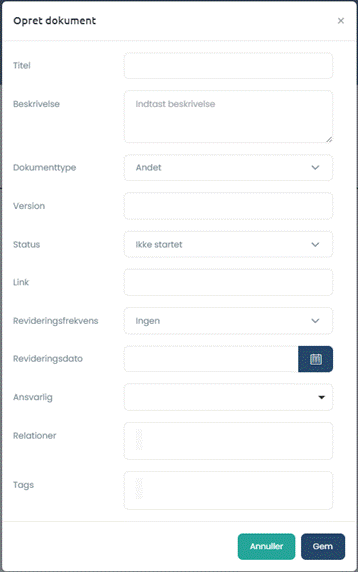 Opret dokument ×
Titel
Beskrivelse Indtast beskrivelse
Dokumenttype Andet
Version
Status Ikke startet
Link
Revideringsfrekvens Ingen
Revideringsdato
Ansvarlig
Relationer
Tags
Annuller Gem